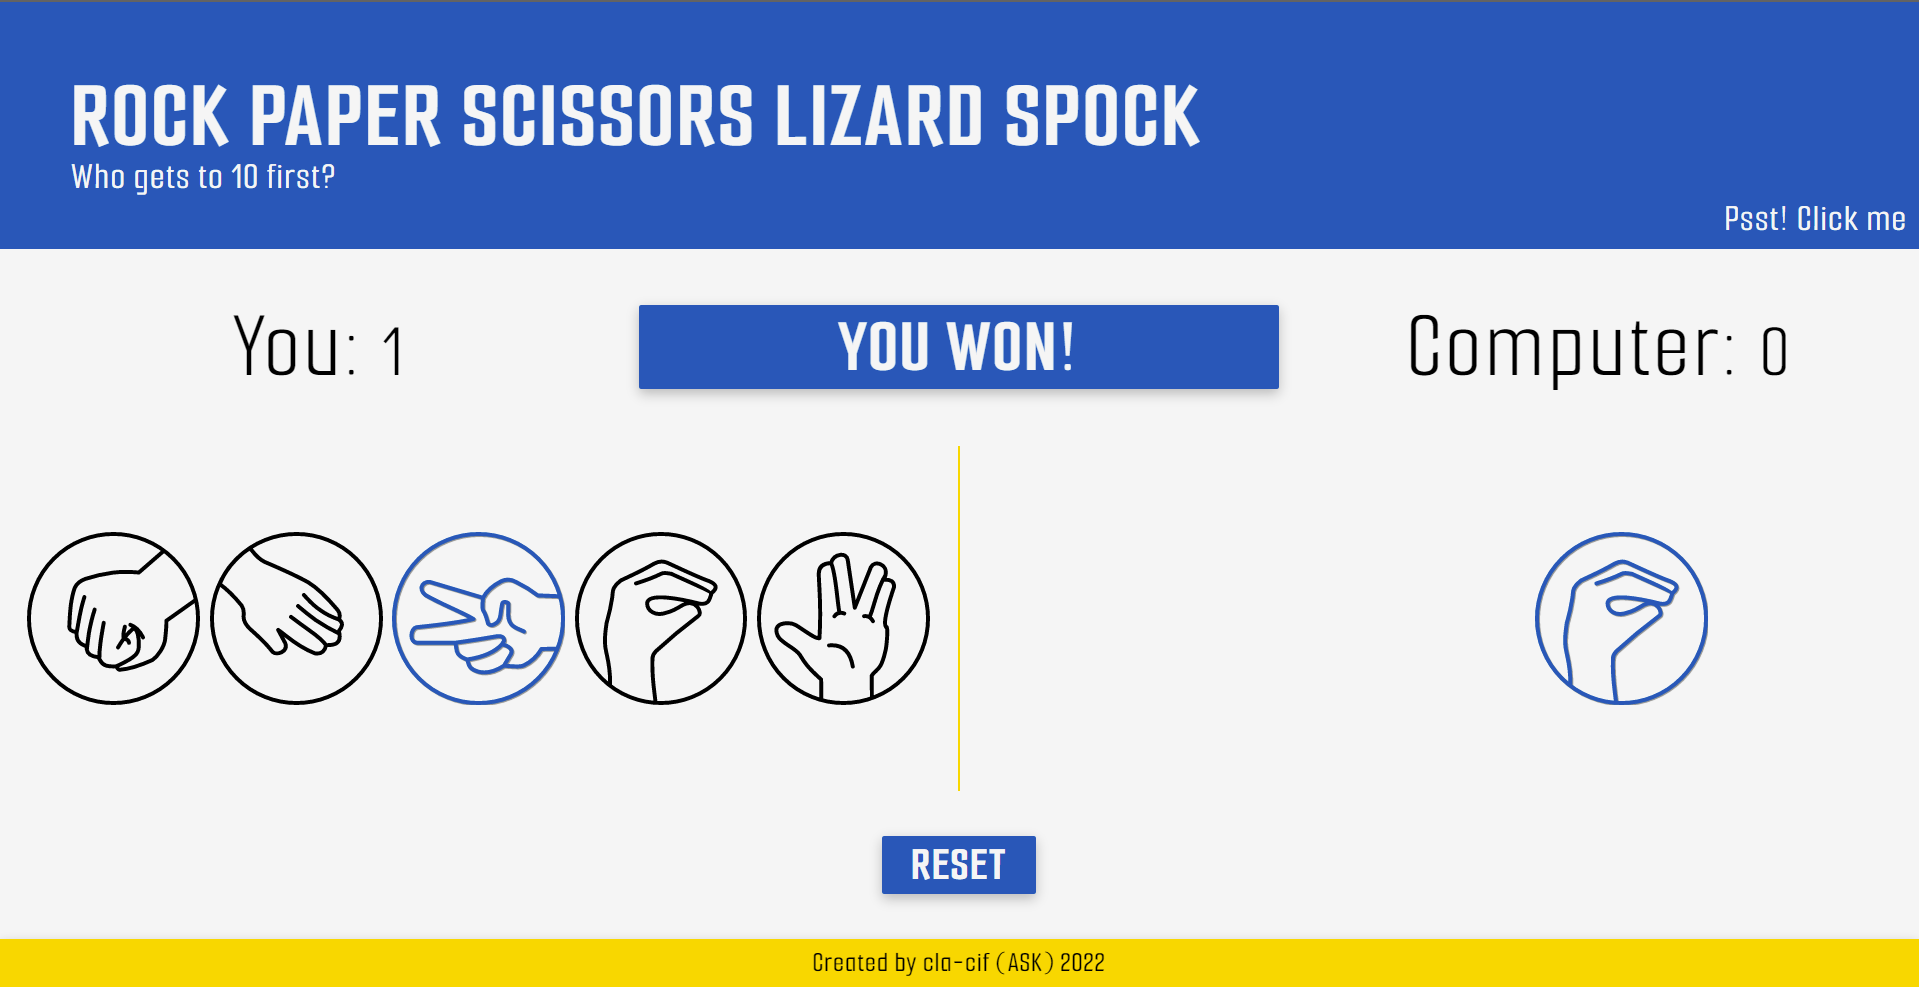 ROCK PAPER SCISSORS LIZARD SPOCK
Who gets to 10 first?
Psst! Click me
You: 1
YOU WON!
Computer: 0
RESET
Created by cla-cif (ASK) 2022